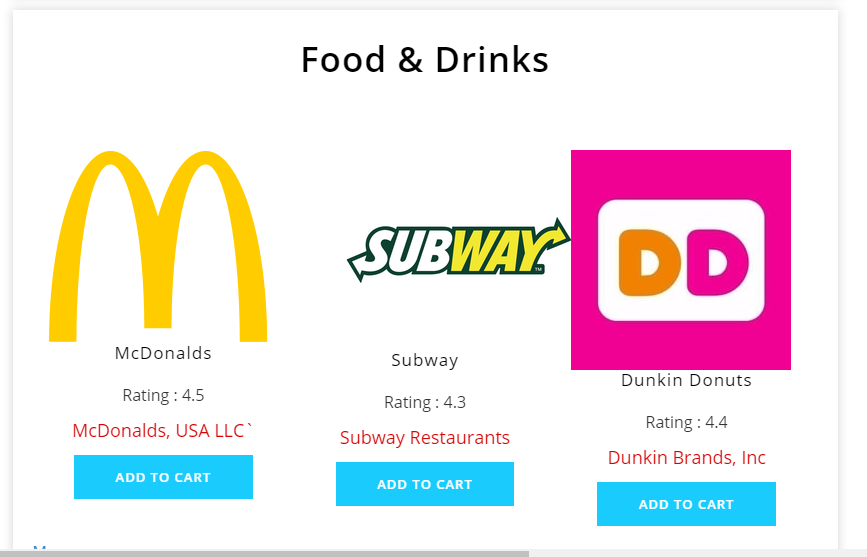 Food & Drinks
SUBWAY™
DD
McDonalds
Subway
Dunkin Donuts
Rating : 4.5
Rating : 4.3
Rating : 4.4
McDonalds, USA LLC`
Subway Restaurants
Dunkin Brands, Inc
ADD TO CART
ADD TO CART
ADD TO CART